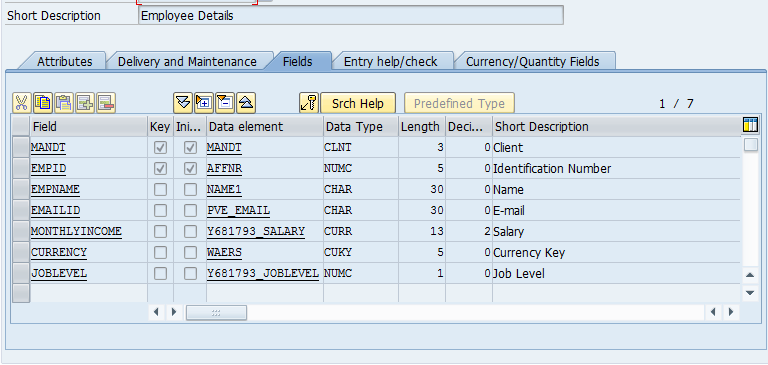 Short Description Employee Details
Attributes Delivery and Maintenance Fields Entry help/check Currency/Quantity Fields
Srch Help Predefined Type 1 / 7
Field Key Ini... Data element Data Type Length Deci... Short Description
MANDT MANDT CLNT 3 0 Client
EMPID AFFNR NUMC 5 0 Identification Number
EMPNAME NAME1 CHAR 30 0 Name
EMAILID PVE_EMAIL CHAR 30 0 E-mail
MONTHLYINCOME Y681793_SALARY CURR 13 2 Salary
CURRENCY WAERS CUKY 5 0 Currency Key
JOBLEVEL Y681793_JOBLEVEL NUMC 1 0 Job Level